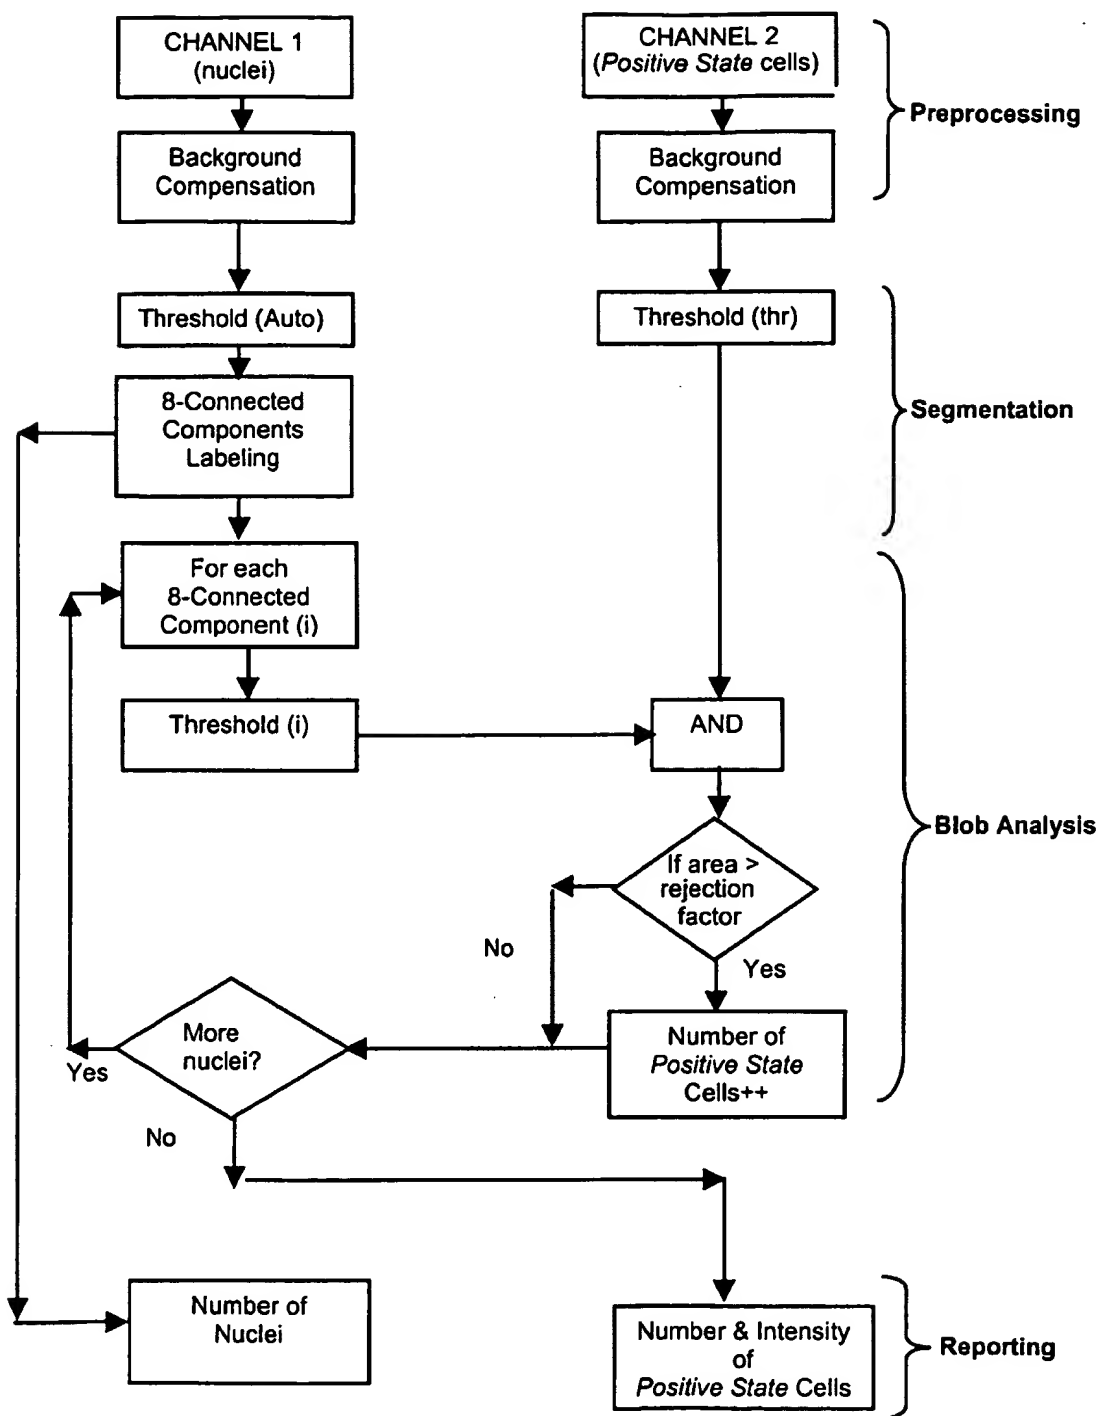 CHANNEL 1
(nuclei)
CHANNEL 2
(Positive State cells)
Preprocessing
Background
Compensation
Background
Compensation
Threshold (Auto)
Threshold (thr)
8-Connected
Components
Labeling
Segmentation
For each
8-Connected
Component (i)
Threshold (i)
AND
Blob Analysis
If area >
rejection
factor
No
Yes
More
nuclei?
Yes
Number of
Positive State
Cells++
No
Number of
Nuclei
Number & Intensity
of
Positive State Cells
Reporting